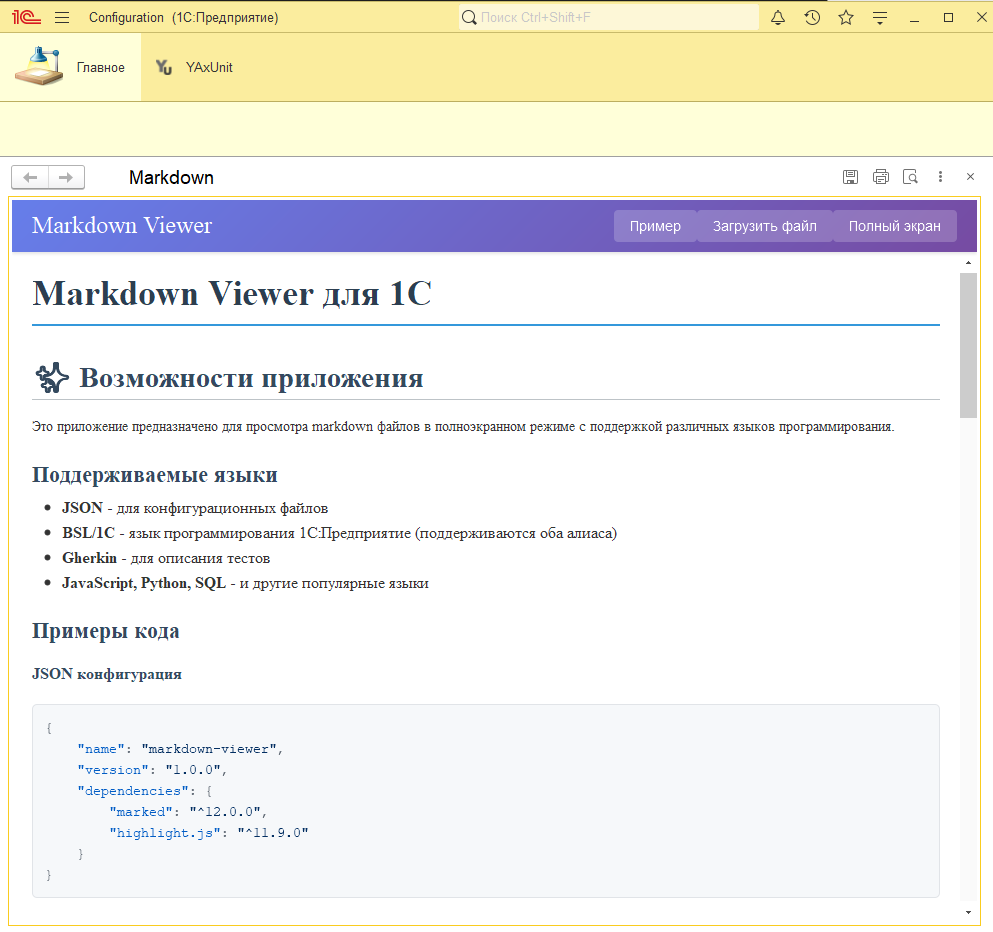 1С Configuration (1С:Предприятие) Поиск Ctrl+Shift+F
Главное YAxUnit
Markdown
Markdown Viewer Пример Загрузить файл Полный экран
Markdown Viewer для 1С
Возможности приложения
Это приложение предназначено для просмотра markdown файлов в полноэкранном режиме с поддержкой различных языков программирования.
Поддерживаемые языки
• JSON - для конфигурационных файлов
• BSL/1C - язык программирования 1С:Предприятие (поддерживаются оба алиаса)
• Gherkin - для описания тестов
• JavaScript, Python, SQL - и другие популярные языки
Примеры кода
JSON конфигурация
{
    "name": "markdown-viewer",
    "version": "1.0.0",
    "dependencies": {
        "marked": "^12.0.0",
        "highlight.js": "^11.9.0"
    }
}